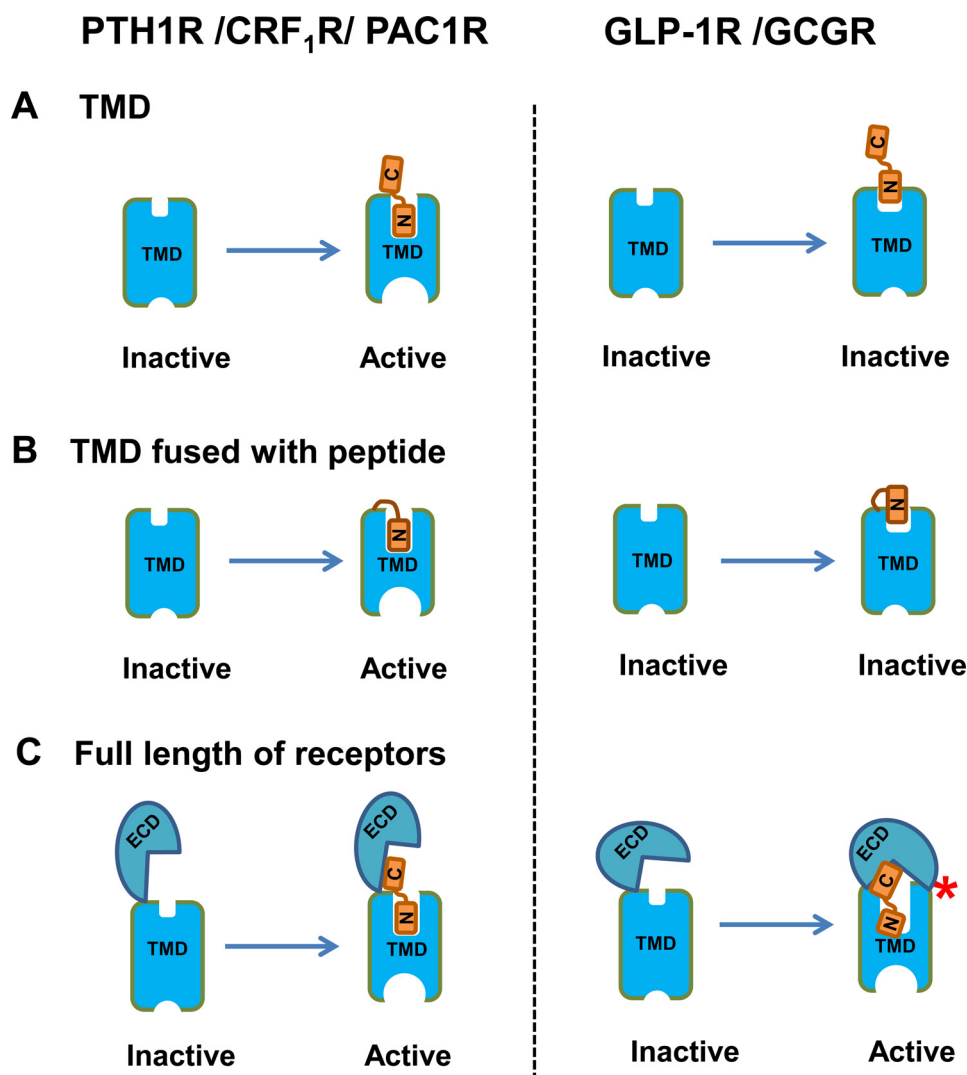 PTH1R /CRF₁R/ PAC1R
GLP-1R /GCGR
A TMD
C
N
TMD
TMD
Inactive
Active
C
N
TMD
TMD
Inactive
Inactive
B TMD fused with peptide
N
TMD
TMD
Inactive
Active
N
TMD
TMD
Inactive
Inactive
C Full length of receptors
ECD
ECD
C
N
TMD
TMD
Inactive
Active
ECD
ECD
C
*
N
TMD
TMD
Inactive
Active